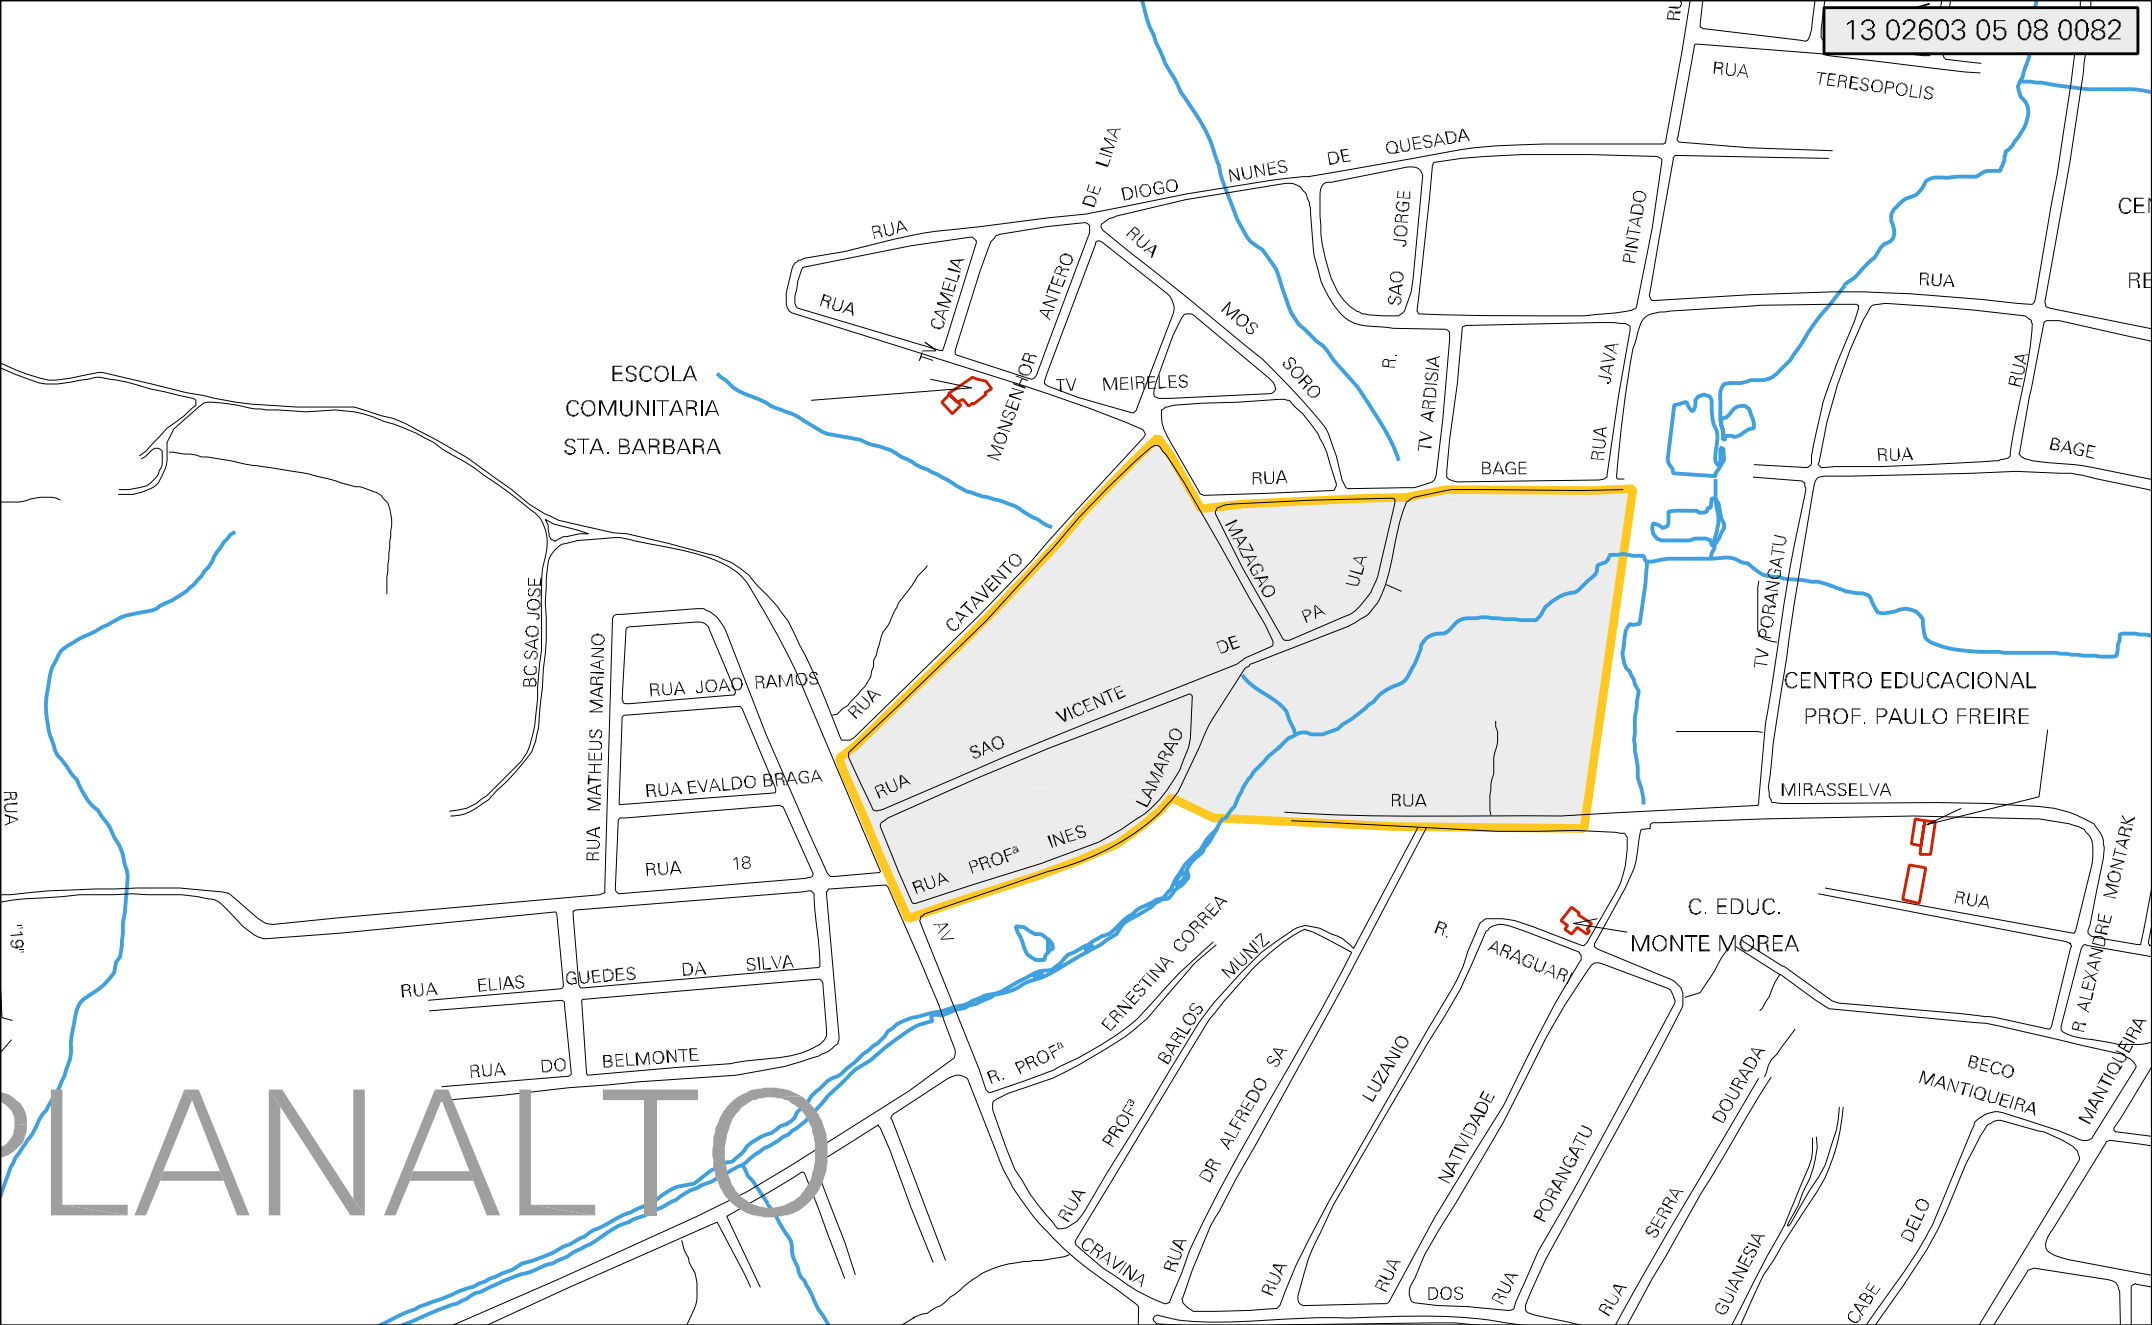 13 02603 05 08 0082
RU
RUA
TERESOPOLIS
RUA DIOGO NUNES DE QUESADA
DE LIMA
CEN
RE
RUA
MOS
SORO
SAO JORGE
R.
PINTADO
RUA
RUA
TV CAMELIA
ANTERO
MONSENHOR
TV MEIRELES
TV ARDISIA
RUA JAVA
RUA
ESCOLA
COMUNITARIA
STA. BARBARA
RUA
BAGE
RUA
BAGE
MAZAGAO
RUA CATAVENTO
BC SAO JOSE
RUA MATHEUS MARIANO
RUA JOAO RAMOS
RUA EVALDO BRAGA
RUA 18
RUA SAO VICENTE DE PA ULA
RUA PROFª INES LAMARAO
RUA
TV PORANGATU
CENTRO EDUCACIONAL
PROF. PAULO FREIRE
MIRASSELVA
RUA
"19"
RUA
C. EDUC.
MONTE MOREA
R. ARAGUARI
R ALEXANDRE MONTARK
AV
RUA ELIAS GUEDES DA SILVA
RUA DO BELMONTE
R. PROFª ERNESTINA CORREA
RUA PROFª BARLOS MUNIZ
RUA DR ALFREDO SA
RUA LUZANIO
RUA NATIVIDADE
RUA PORANGATU
RUA SERRA DOURADA
GUIANESIA
CABE DELO
BECO
MANTIQUEIRA
MANTIQUEIRA
CRAVINA
DOS
PLANALTO